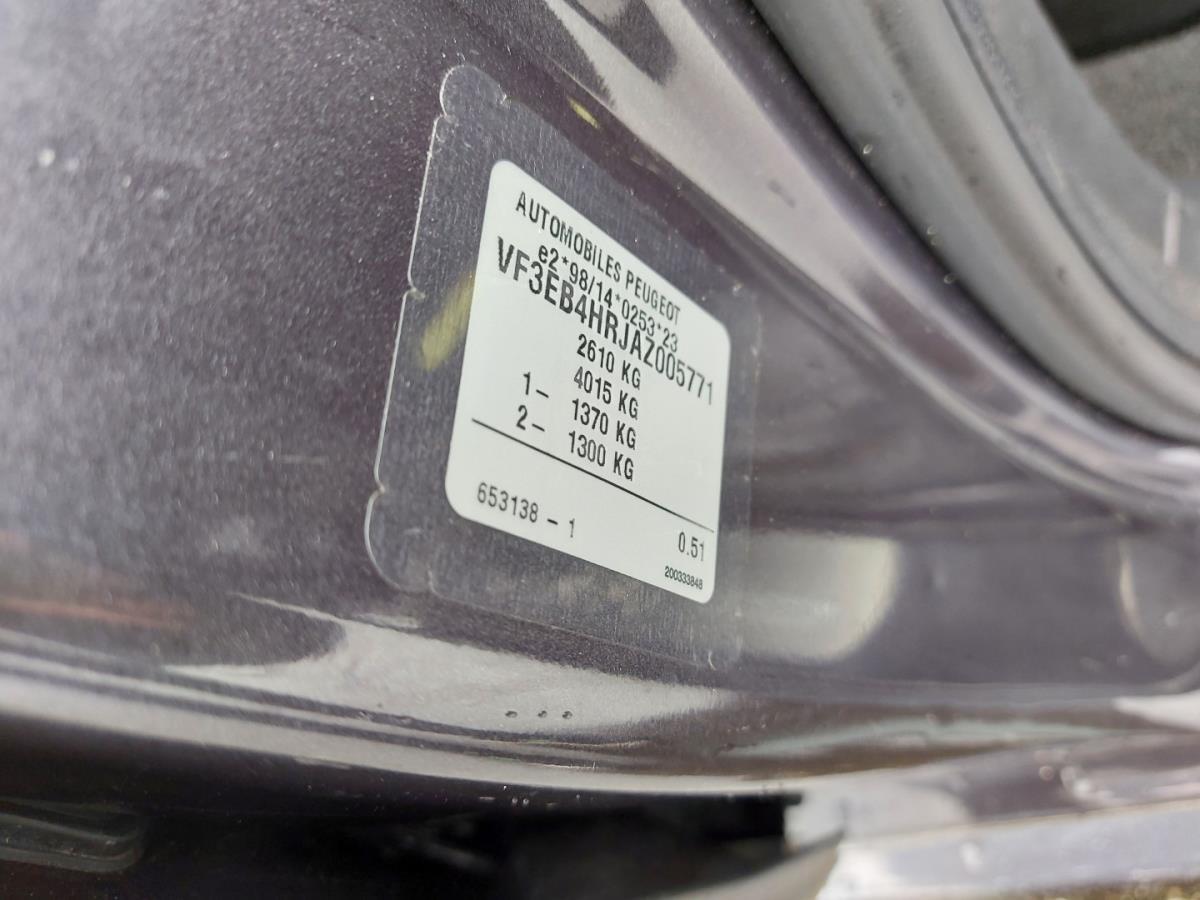 AUTOMOBILES PEUGEOT
e2*98/14*0253*23
VF3EB4HRJAZ005771
2610 KG
4015 KG
1- 1370 KG
2- 1300 KG
653138 - 1 0.51
200333848